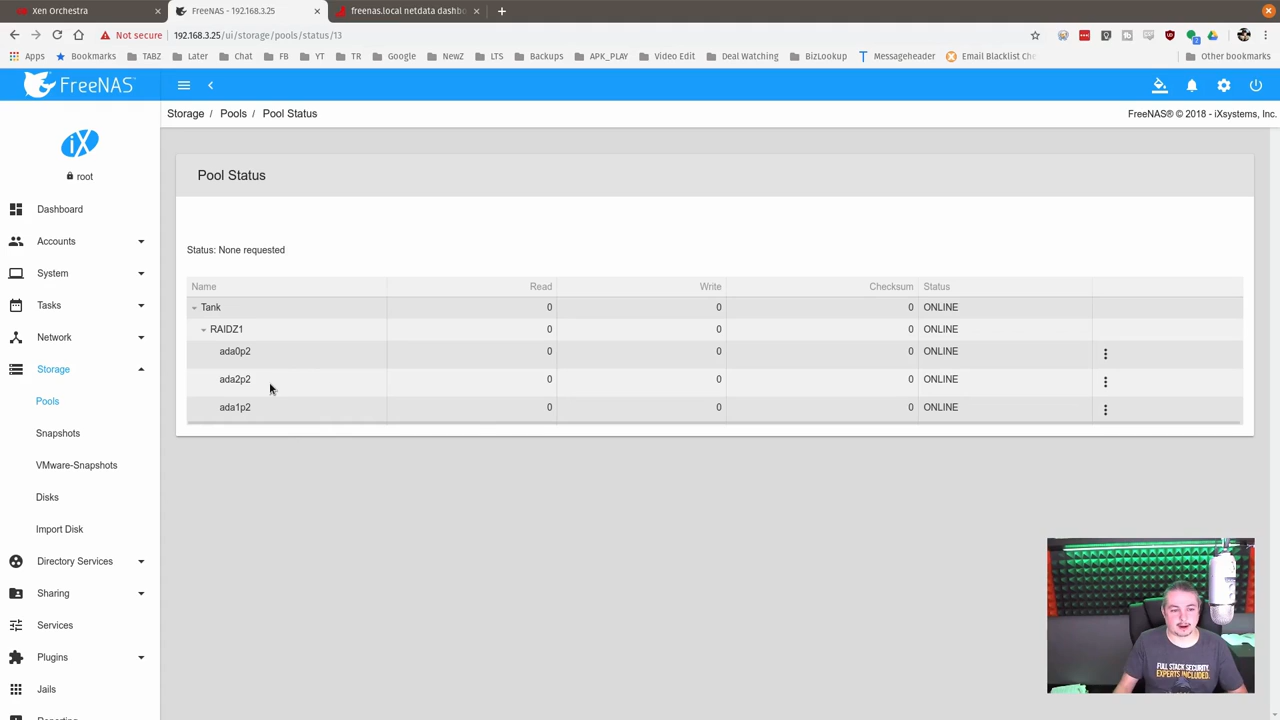 Xen Orchestra
FreeNAS - 192.168.3.25
freenas.local netdata dashbo
Not secure
192.168.3.25/ui/storage/pools/status/13
Apps
Bookmarks
TABZ
Later
Chat
FB
YT
TR
Google
NewZ
LTS
Backups
APK_PLAY
Video Edit
Deal Watching
BizLookup
Messageheader
Email Blacklist Che
Other bookmarks
FreeNAS®
Storage / Pools / Pool Status
FreeNAS® © 2018 - iXsystems, Inc.
iX
root
Dashboard
Accounts
System
Tasks
Network
Storage
Pools
Snapshots
VMware-Snapshots
Disks
Import Disk
Directory Services
Sharing
Services
Plugins
Jails
Pool Status
Status: None requested
Name Read Write Checksum Status
Tank 0 0 0 ONLINE
RAIDZ1 0 0 0 ONLINE
ada0p2 0 0 0 ONLINE
ada2p2 0 0 0 ONLINE
ada1p2 0 0 0 ONLINE
FULL STACK SECURITY.
EXPERTS INCLUDED.